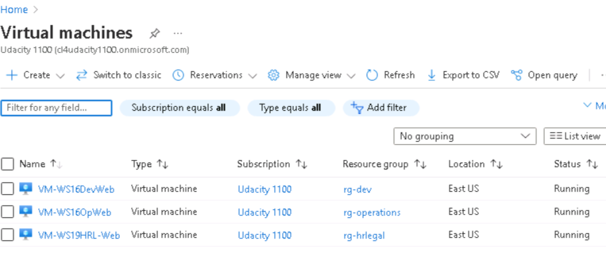 Home >
Virtual machines
Udacity 1100 (cl4udacity1100.onmicrosoft.com)
Create Switch to classic Reservations Manage view Refresh Export to CSV Open query
Filter for any field... Subscription equals all Type equals all Add filter
No grouping List view
Name Type Subscription Resource group Location Status
VM-WS16DevWeb Virtual machine Udacity 1100 rg-dev East US Running
VM-WS16OpWeb Virtual machine Udacity 1100 rg-operations East US Running
VM-WS19HRL-Web Virtual machine Udacity 1100 rg-hrlegal East US Running